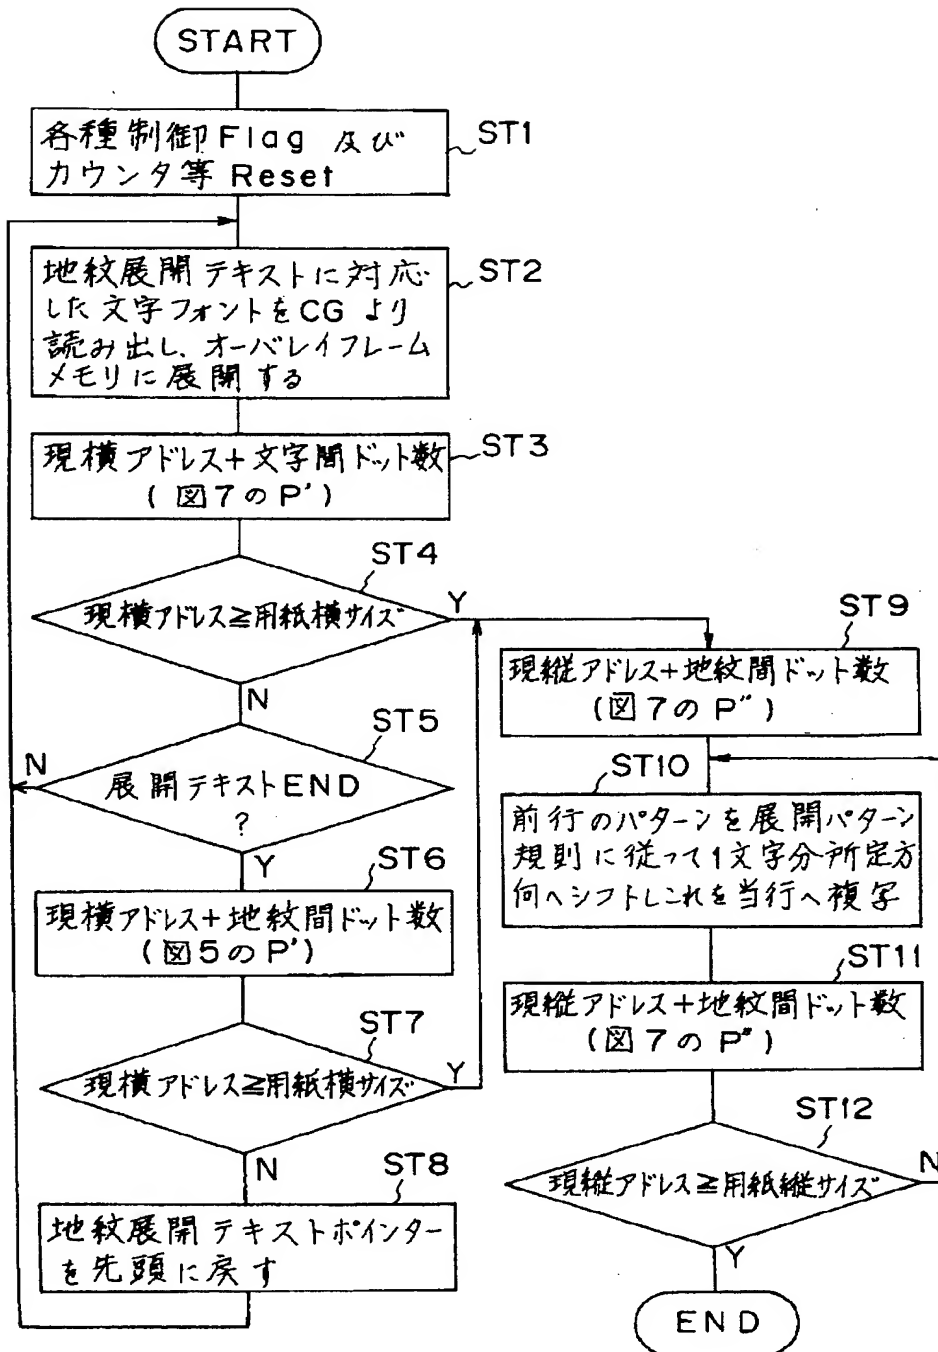 START
各種制御Flag 及び
カウンタ等 Reset
ST1
地紋展開テキストに対応
した文字フォントをCGより
読み出し、オーバレイフレーム
メモリに展開する
ST2
現横アドレス+文字間ドット数
(図7のP')
ST3
ST4
現横アドレス≧用紙横サイズ
Y
N
ST5
N
展開テキストEND
?
Y
ST6
現横アドレス+地紋間ドット数
(図5のP')
ST7
現横アドレス≧用紙横サイズ
Y
N
ST8
地紋展開テキストポインター
を先頭に戻す
ST9
現縦アドレス+地紋間ドット数
(図7のP")
ST10
前行のパターンを展開パターン
規則に従って1文字分所定方
向へシフトしこれを当行へ複写
ST11
現縦アドレス+地紋間ドット数
(図7のP")
ST12
現縦アドレス≧用紙縦サイズ
N
Y
END